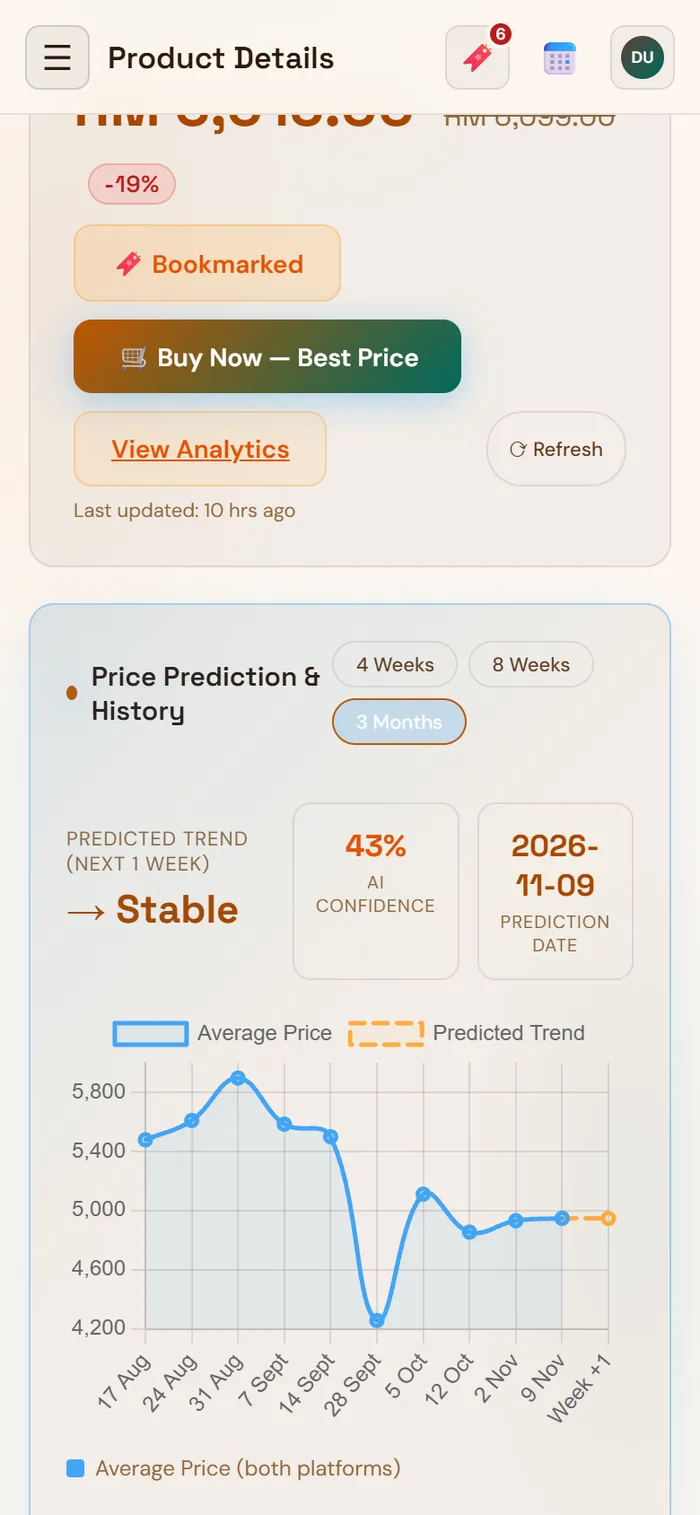 Product Details
6
DU
-19%
Bookmarked
Buy Now — Best Price
View Analytics
Refresh
Last updated: 10 hrs ago
Price Prediction &
History
4 Weeks
8 Weeks
3 Months
PREDICTED TREND
(NEXT 1 WEEK)
→ Stable
43%
AI
CONFIDENCE
2026-
11-09
PREDICTION
DATE
Average Price
Predicted Trend
5,800
5,400
5,000
4,600
4,200
17 Aug
24 Aug
31 Aug
7 Sept
14 Sept
28 Sept
5 Oct
12 Oct
2 Nov
9 Nov
Week +1
Average Price (both platforms)